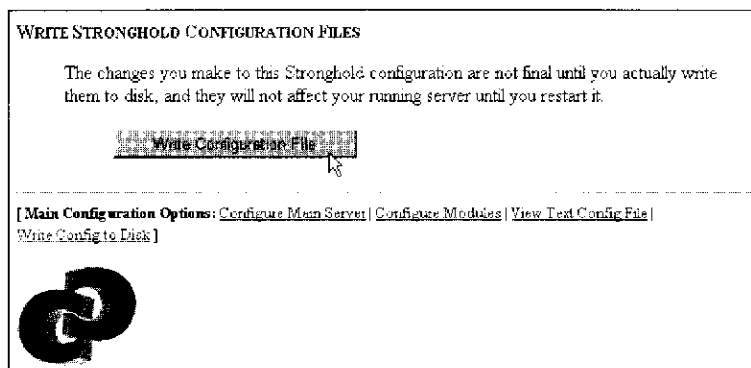 WRITE STRONGHOLD CONFIGURATION FILES
The changes you make to this Stronghold configuration are not final until you actually write
them to disk, and they will not affect your running server until you restart it.
Write Configuration File
[ Main Configuration Options: Configure Main Server | Configure Modules | View Text Config File |
Write Config to Disk ]